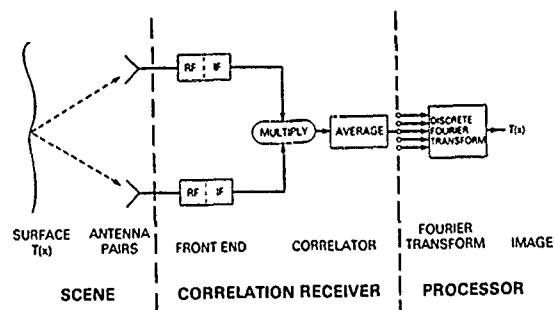 RF IF
MULTIPLY
AVERAGE
DISCRETE
FOURIER
TRANSFORM
T(x)
RF IF
SURFACE
T(x)
ANTENNA
PAIRS
FRONT END
CORRELATOR
FOURIER
TRANSFORM
IMAGE
SCENE
CORRELATION RECEIVER
PROCESSOR